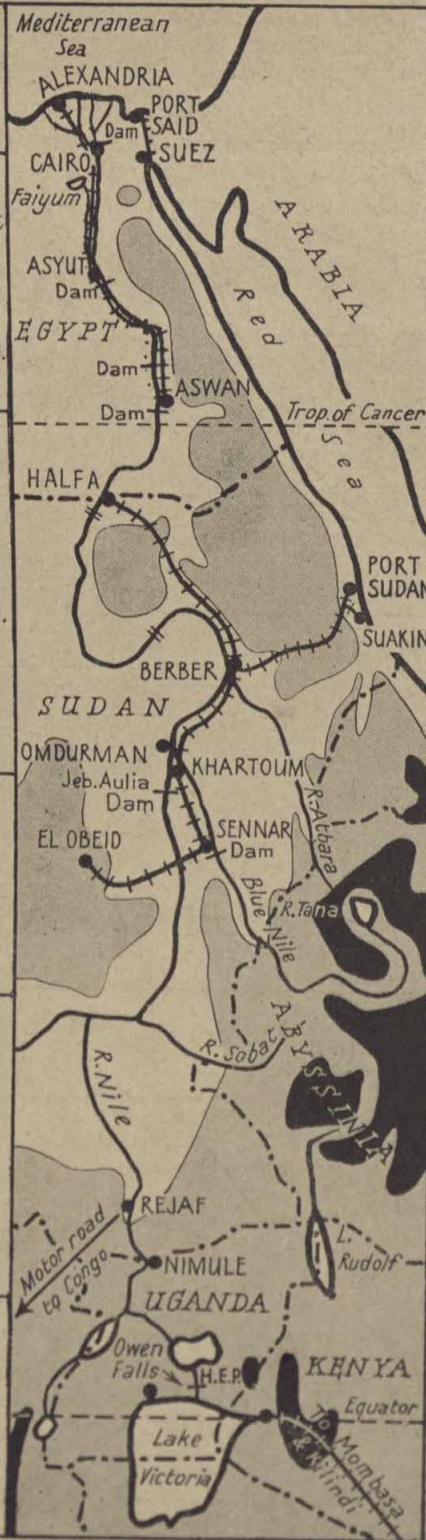 Mediterranean
Sea
ALEXANDRIA
PORT
SAID
Dam
CAIRO
SUEZ
Faiyum
ARABIA
ASYUT
Dam
Red
Sea
EGYPT
Dam
ASWAN
Dam
Trop. of Cancer
HALFA
PORT
SUDAN
SUAKIN
BERBER
SUDAN
OMDURMAN
KHARTOUM
Jeb. Aulia
Dam
R. Atbara
EL OBEID
SENNAR
Dam
Blue Nile
R. Tana
ABYSSINIA
R. Sobat
R. Nile
REJAF
Motor road
to Congo
NIMULE
L.
Rudolf
UGANDA
Owen
Falls
H.E.P.
KENYA
Equator
Lake
Victoria
To Mombasa
& Kilindi